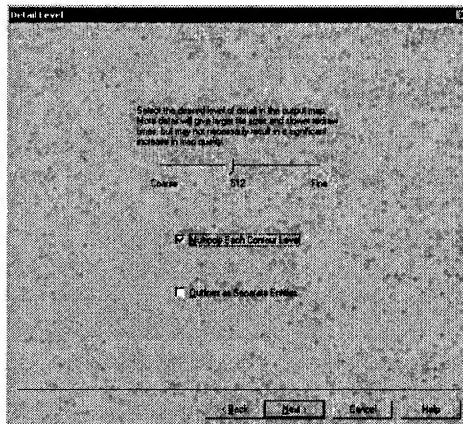 Detail Level
Select the desired level of detail in the output map.
More detail will give larger file sizes and slower redraw
times, but may not necessarily result in a significant
increase in map quality.
Coarse 512 Fine
Multipoly Each Contour Level
Outlines as Separate Entities
< Back Next > Cancel Help